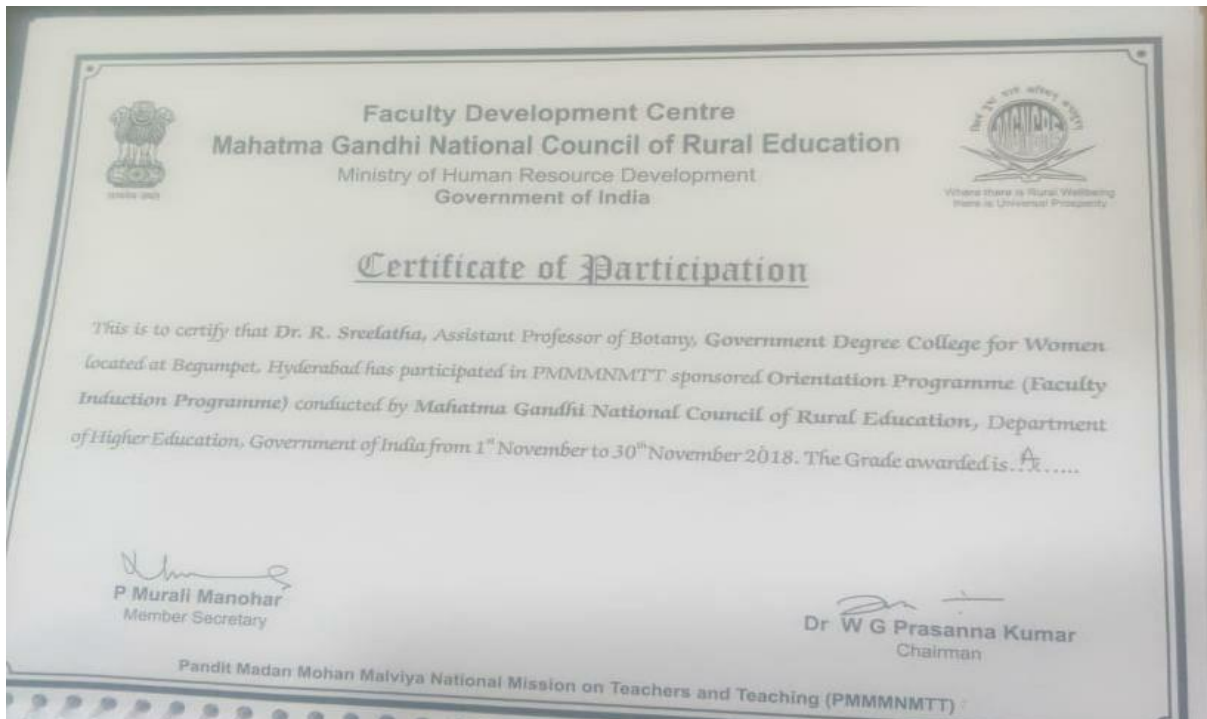 Faculty Development Centre
Mahatma Gandhi National Council of Rural Education
Ministry of Human Resource Development
Government of India
Where there is Rural Wellbeing
there is Universal Prosperity
Certificate of Participation
This is to certify that Dr. R. Sreelatha, Assistant Professor of Botany, Government Degree College for Women
located at Begumpet, Hyderabad has participated in PMMMNMTT sponsored Orientation Programme (Faculty
Induction Programme) conducted by Mahatma Gandhi National Council of Rural Education, Department
of Higher Education, Government of India from 1st November to 30th November 2018. The Grade awarded is..A.....
P Murali Manohar
Member Secretary
Dr W G Prasanna Kumar
Chairman
Pandit Madan Mohan Malviya National Mission on Teachers and Teaching (PMMMNMTT)